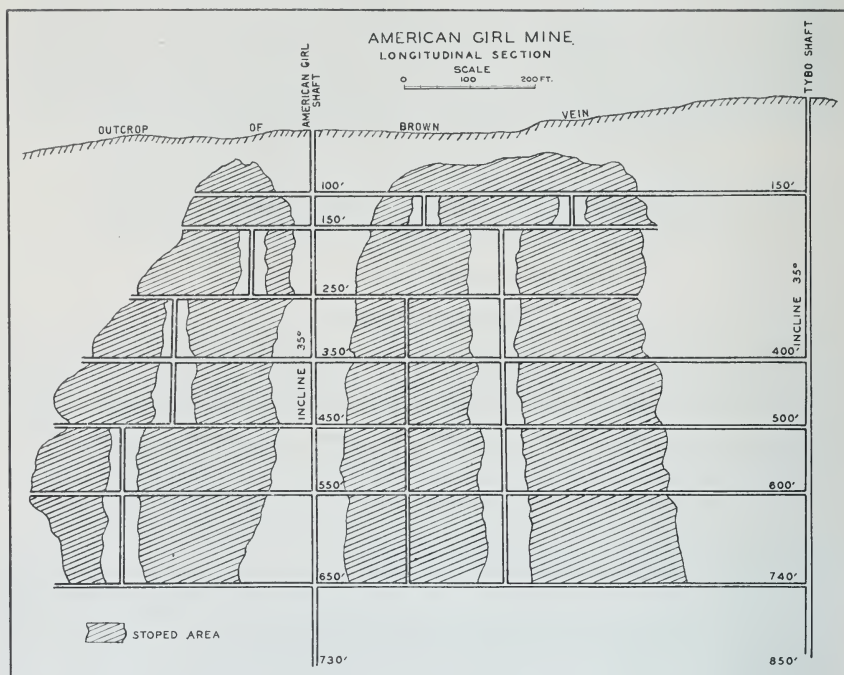 AMERICAN GIRL MINE
LONGITUDINAL SECTION
SCALE
0 100 200 FT.
AMERICAN GIRL
SHAFT
TYBO SHAFT
OUTCROP OF BROWN VEIN
100' 150'
150'
250'
INCLINE 35°
INCLINE 35°
350' 400'
450' 500'
550' 600'
650' 740'
STOPED AREA
730' 850'